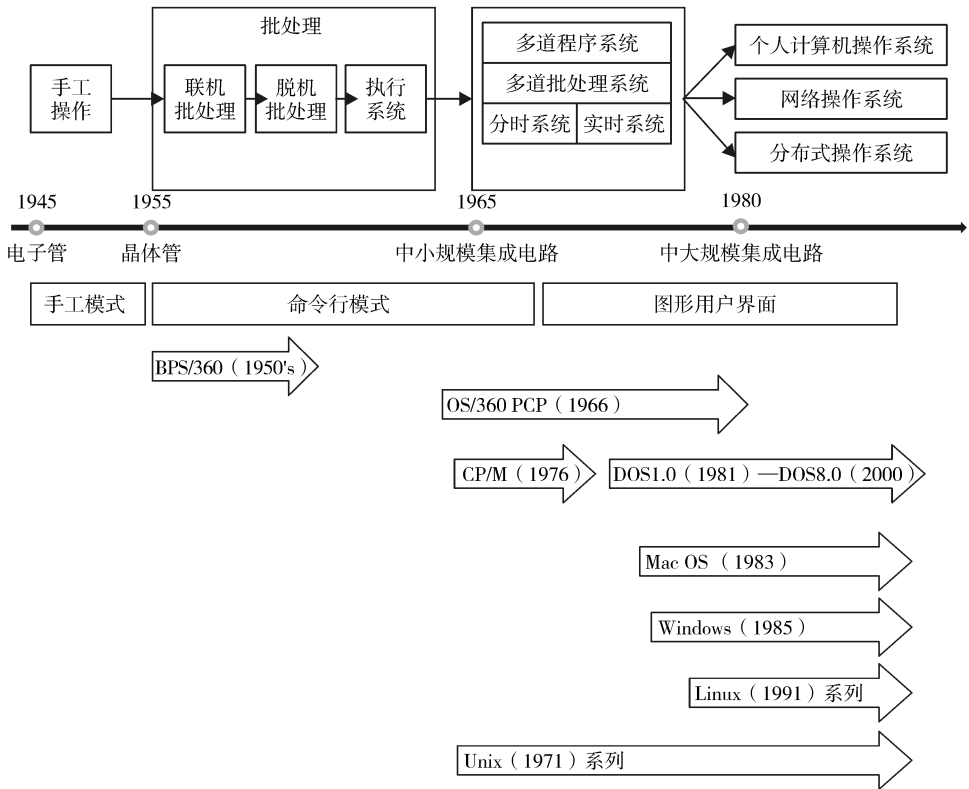 批处理
手工
操作
联机
批处理
脱机
批处理
执行
系统
多道程序系统
多道批处理系统
分时系统
实时系统
个人计算机操作系统
网络操作系统
分布式操作系统
1945
1955
1965
1980
电子管
晶体管
中小规模集成电路
中大规模集成电路
手工模式
命令行模式
图形用户界面
BPS/360（1950's）
OS/360 PCP（1966）
CP/M（1976）
DOS1.0（1981）—DOS8.0（2000）
Mac OS （1983）
Windows（1985）
Linux（1991）系列
Unix（1971）系列